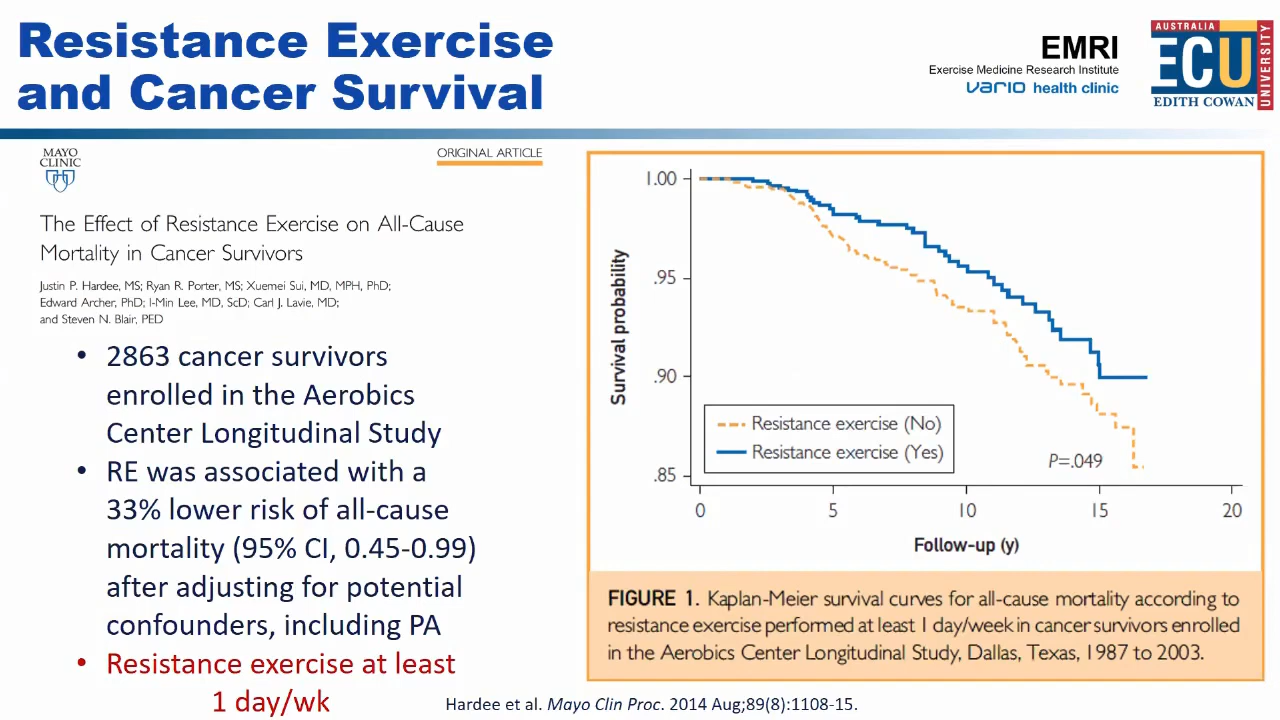 Resistance Exercise
and Cancer Survival
EMRI
Exercise Medicine Research Institute
vario health clinic
AUSTRALIA
ECU
EDITH COWAN
UNIVERSITY
MAYO
CLINIC
ORIGINAL ARTICLE
The Effect of Resistance Exercise on All-Cause
Mortality in Cancer Survivors
Justin P. Hardee, MS; Ryan R. Porter, MS; Xuemei Sui, MD, MPH, PhD;
Edward Archer, PhD; I-Min Lee, MD, ScD; Carl J. Lavie, MD;
and Steven N. Blair, PED
• 2863 cancer survivors
enrolled in the Aerobics
Center Longitudinal Study
• RE was associated with a
33% lower risk of all-cause
mortality (95% CI, 0.45-0.99)
after adjusting for potential
confounders, including PA
• Resistance exercise at least
1 day/wk
Survival probability
1.00
.95
.90
.85
Resistance exercise (No)
Resistance exercise (Yes)
P=.049
0 5 10 15 20
Follow-up (y)
FIGURE 1. Kaplan-Meier survival curves for all-cause mortality according to
resistance exercise performed at least 1 day/week in cancer survivors enrolled
in the Aerobics Center Longitudinal Study, Dallas, Texas, 1987 to 2003.
Hardee et al. Mayo Clin Proc. 2014 Aug;89(8):1108-15.